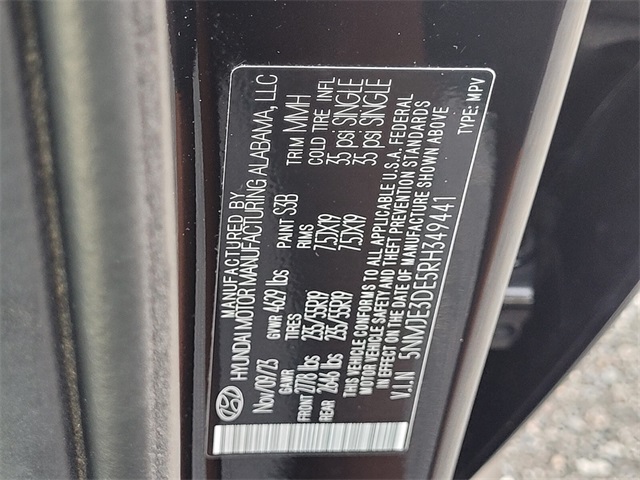 MANUFACTURED BY
HYUNDAI MOTOR MANUFACTURING ALABAMA, LLC
Nov/09/23 GVWR 4629 lbs PAINT S3B TRIM MMH
GAWR TIRES RIMS COLD TIRE INFL
FRONT 2778 lbs 235/55R19 7.5JX19 35 psi SINGLE
REAR 2646 lbs 235/55R19 7.5JX19 35 psi SINGLE
THIS VEHICLE CONFORMS TO ALL APPLICABLE U.S.A. FEDERAL
MOTOR VEHICLE SAFETY AND THEFT PREVENTION STANDARDS
IN EFFECT ON THE DATE OF MANUFACTURE SHOWN ABOVE
V.I.N 5NMJE3DE5RH349441 TYPE: MPV